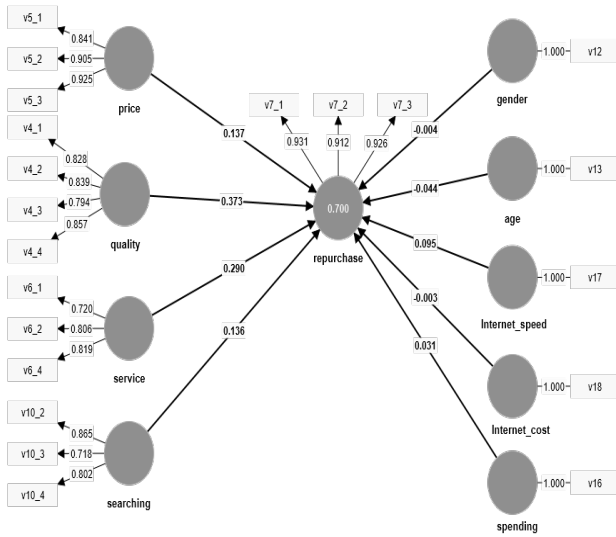 v5_1
0.841
v5_2
0.905
v5_3
0.925
price
v4_1
0.828
v4_2
0.839
v4_3
0.794
v4_4
0.857
quality
v6_1
0.720
v6_2
0.806
v6_4
0.819
service
v10_2
0.865
v10_3
0.718
v10_4
0.802
searching
0.137
0.373
0.290
0.136
v7_1
v7_2
v7_3
0.931
0.912
0.926
0.700
repurchase
-0.004
-0.044
0.095
-0.003
0.031
1.000
v12
gender
1.000
v13
age
1.000
v17
Internet_speed
1.000
v18
Internet_cost
1.000
v16
spending